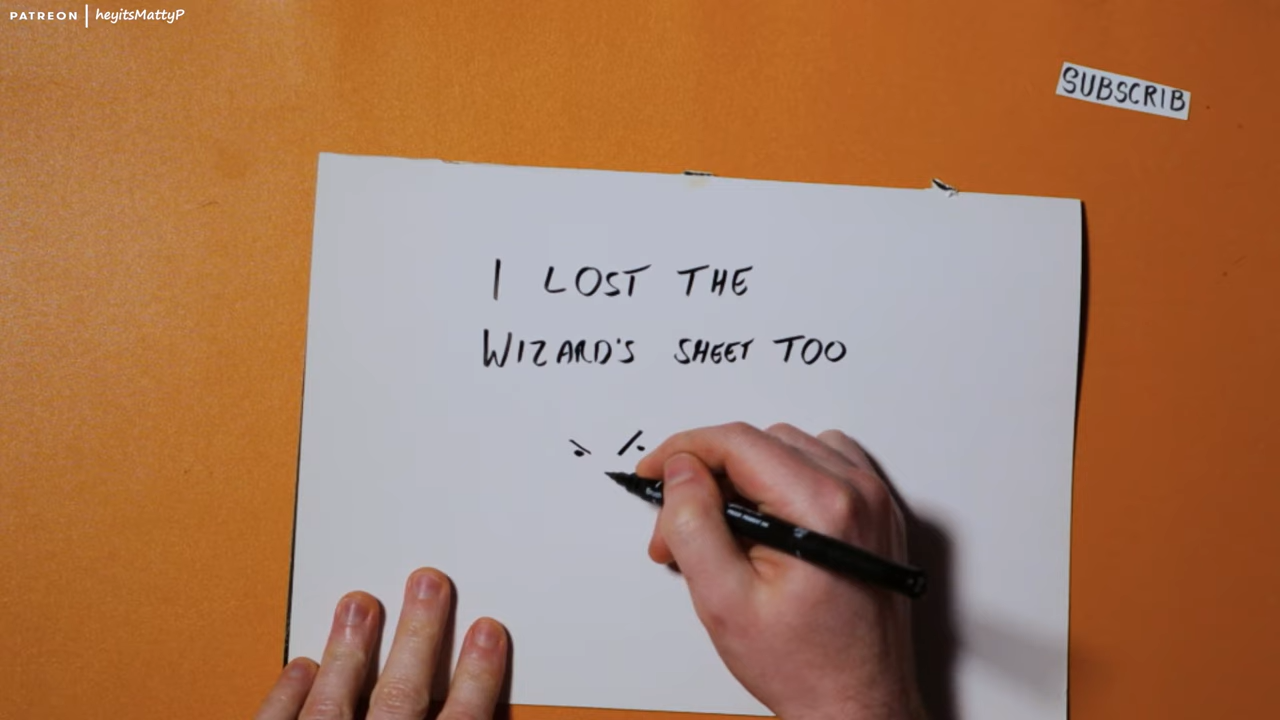 PATREON | heyitsMattyP
SUBSCRIB
I LOST THE
WIZARD'S SHEET TOO